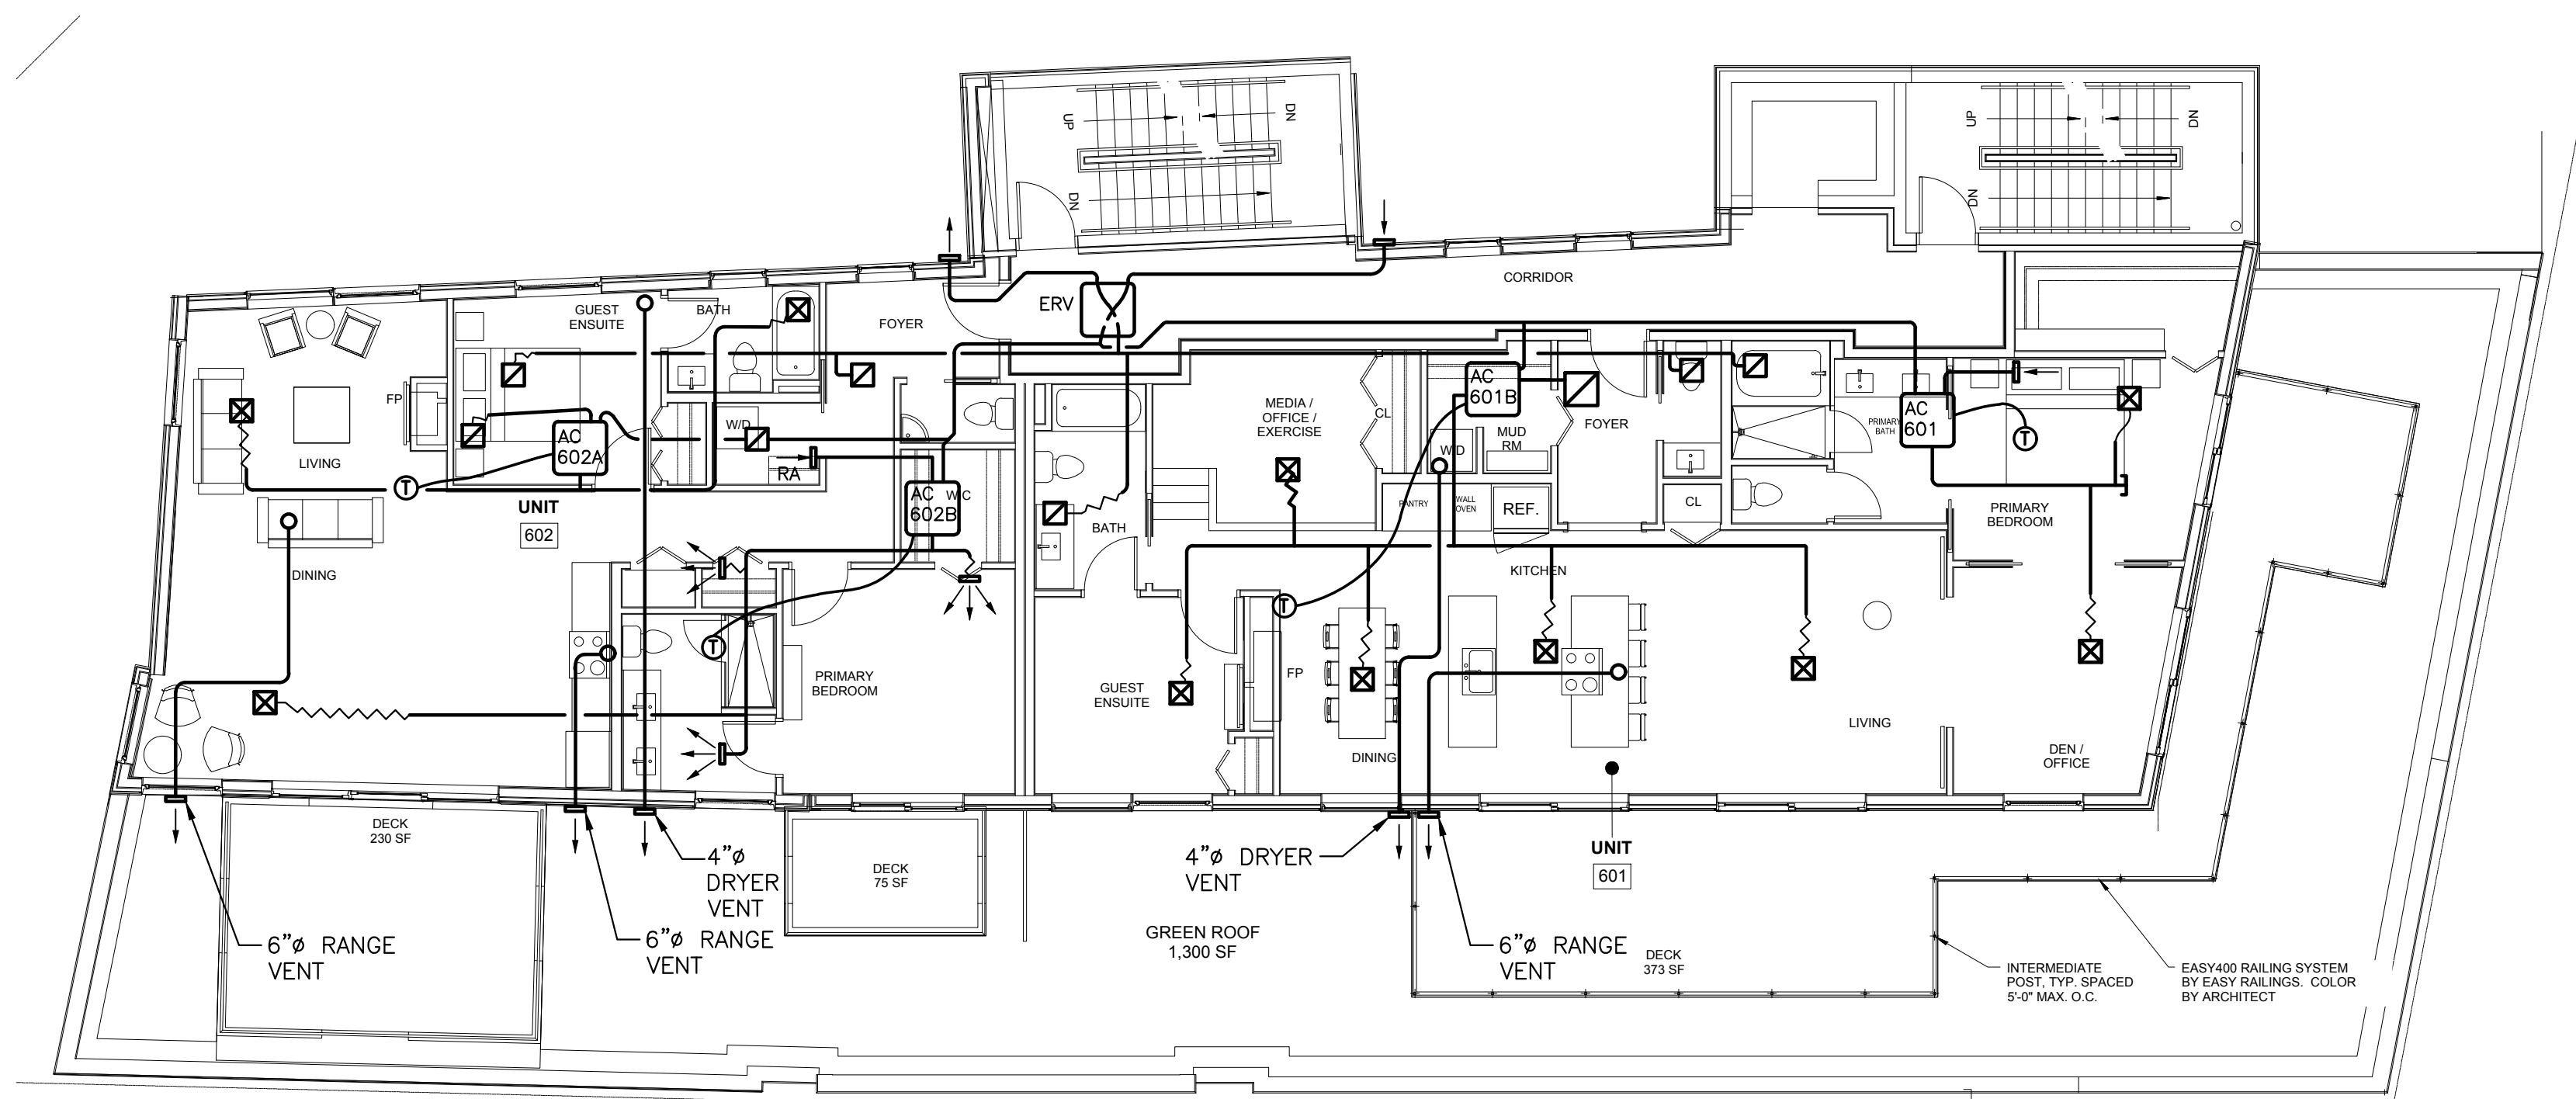 UP
DN
DN
UP
DN
DN
CORRIDOR
ERV
GUEST
ENSUITE
BATH
FOYER
FP
LIVING
AC
602A
W/D
RA
AC
602B
W C
T
UNIT
602
DINING
T
PRIMARY
BEDROOM
MEDIA /
OFFICE /
EXERCISE
CL
AC
601B
W/D
MUD
RM
FOYER
PANTRY
WALL
OVEN
REF.
CL
PRIMARY
BATH
AC
601
T
PRIMARY
BEDROOM
BATH
KITCHEN
T
FP
GUEST
ENSUITE
DINING
LIVING
DEN /
OFFICE
DECK
230 SF
4"ø
DRYER
VENT
6"ø RANGE
VENT
6"ø RANGE
VENT
DECK
75 SF
4"ø DRYER
VENT
UNIT
601
GREEN ROOF
1,300 SF
6"ø RANGE
VENT
DECK
373 SF
INTERMEDIATE
POST, TYP. SPACED
5'-0" MAX. O.C.
EASY400 RAILING SYSTEM
BY EASY RAILINGS. COLOR
BY ARCHITECT